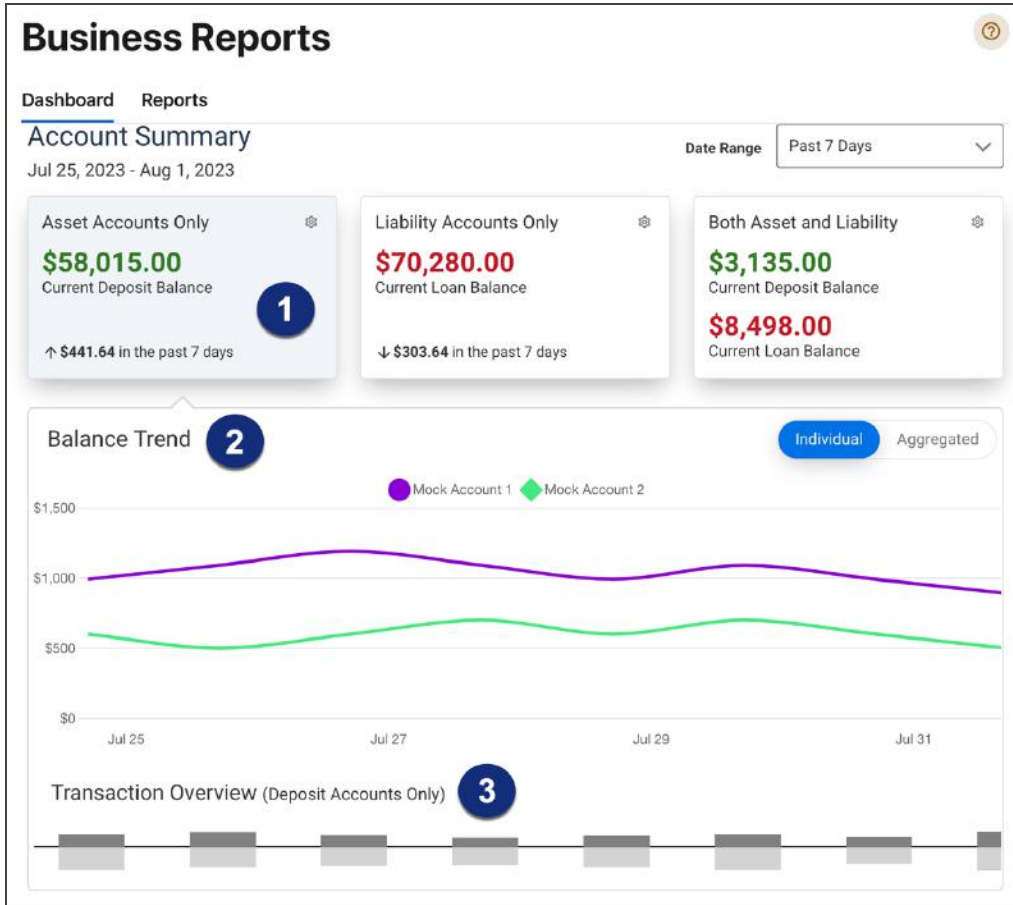 Business Reports
Dashboard Reports
Account Summary
Date Range Past 7 Days
Jul 25, 2023 - Aug 1, 2023
Asset Accounts Only
$58,015.00
Current Deposit Balance
1
↑ $441.64 in the past 7 days
Liability Accounts Only
$70,280.00
Current Loan Balance
↓ $303.64 in the past 7 days
Both Asset and Liability
$3,135.00
Current Deposit Balance
$8,498.00
Current Loan Balance
Balance Trend 2
Individual Aggregated
Mock Account 1 Mock Account 2
$1,500
$1,000
$500
$0
Jul 25 Jul 27 Jul 29 Jul 31
Transaction Overview (Deposit Accounts Only) 3